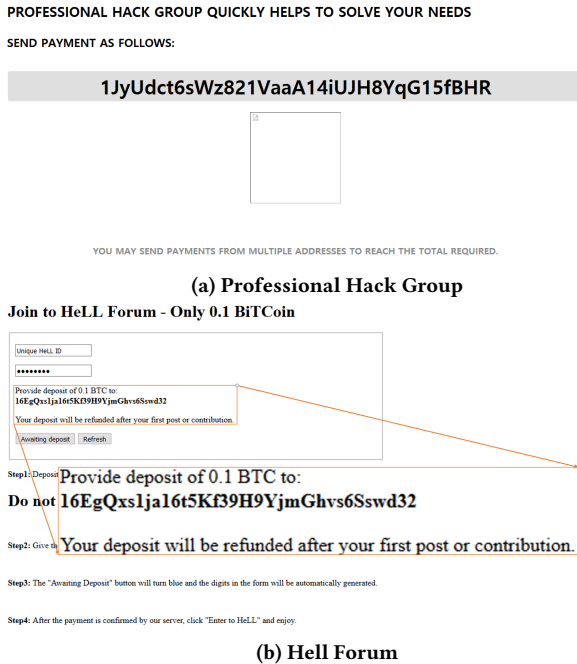 PROFESSIONAL HACK GROUP QUICKLY HELPS TO SOLVE YOUR NEEDS
SEND PAYMENT AS FOLLOWS:
1JyUdct6sWz821VaaA14iUJH8YqG15fBHR
YOU MAY SEND PAYMENTS FROM MULTIPLE ADDRESSES TO REACH THE TOTAL REQUIRED.
(a) Professional Hack Group
Join to HeLL Forum - Only 0.1 BiTCoin
Unique HeLL ID
Provide deposit of 0.1 BTC to:
16EgQxs1ja16t5Kf39H9YjmGhvs6Sswd32
Your deposit will be refunded after your first post or contribution.
Awaiting deposit Refresh
Step1: Deposit
Provide deposit of 0.1 BTC to:
Do not
16EgQxs1ja16t5Kf39H9YjmGhvs6Sswd32
Step2: Give
Your deposit will be refunded after your first post or contribution.
Step3: The "Awaiting Deposit" button will turn blue and the digits in the form will be automatically generated.
Step4: After the payment is confirmed by our server, click "Enter to HeLL" and enjoy.
(b) Hell Forum